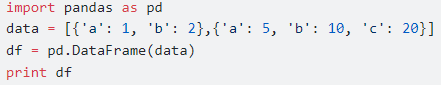 import pandas as pd
data = [{'a': 1, 'b': 2},{'a': 5, 'b': 10, 'c': 20}]
df = pd.DataFrame(data)
print df